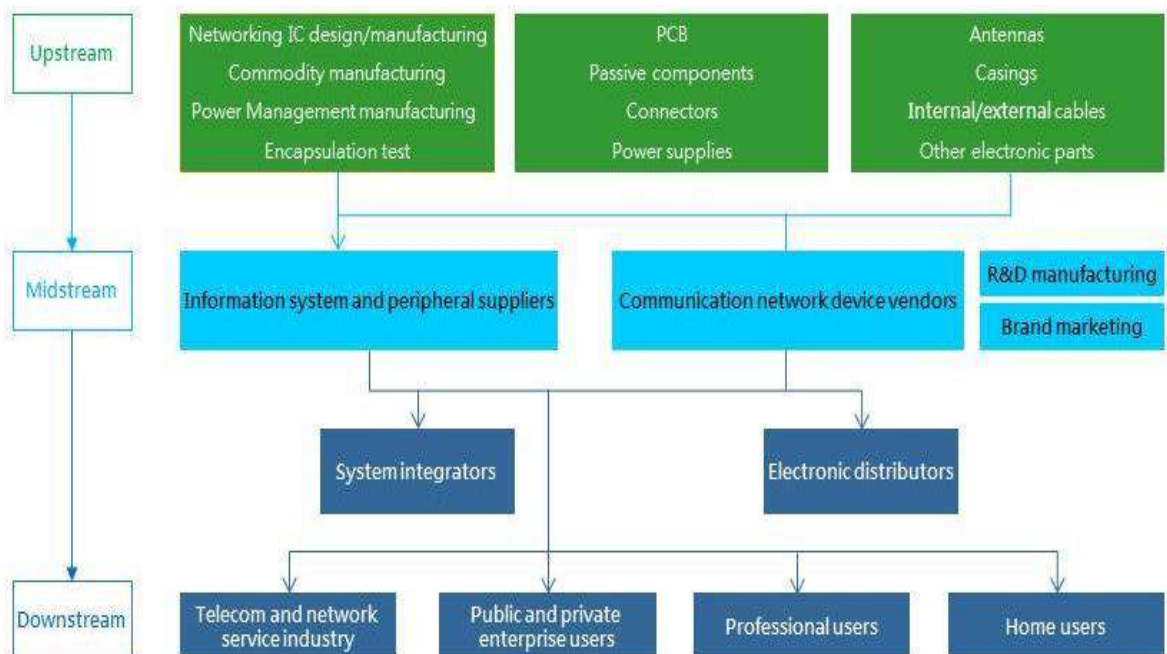 Upstream
Networking IC design/manufacturing
Commodity manufacturing
Power Management manufacturing
Encapsulation test
PCB
Passive components
Connectors
Power supplies
Antennas
Casings
Internal/external cables
Other electronic parts
Midstream
Information system and peripheral suppliers
Communication network device vendors
R&D manufacturing
Brand marketing
System integrators
Electronic distributors
Downstream
Telecom and network
service industry
Public and private
enterprise users
Professional users
Home users